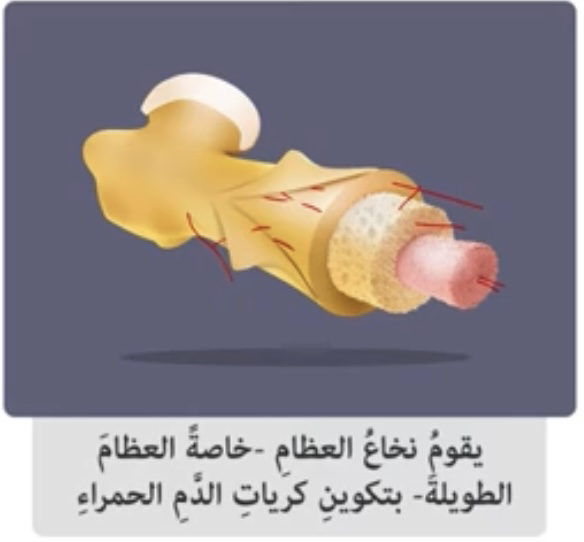 يقومُ نخاعُ العظامِ -خاصةً العظامَ
الطويلةَ- بتكوينِ كرياتِ الدَّمِ الحمراءِ